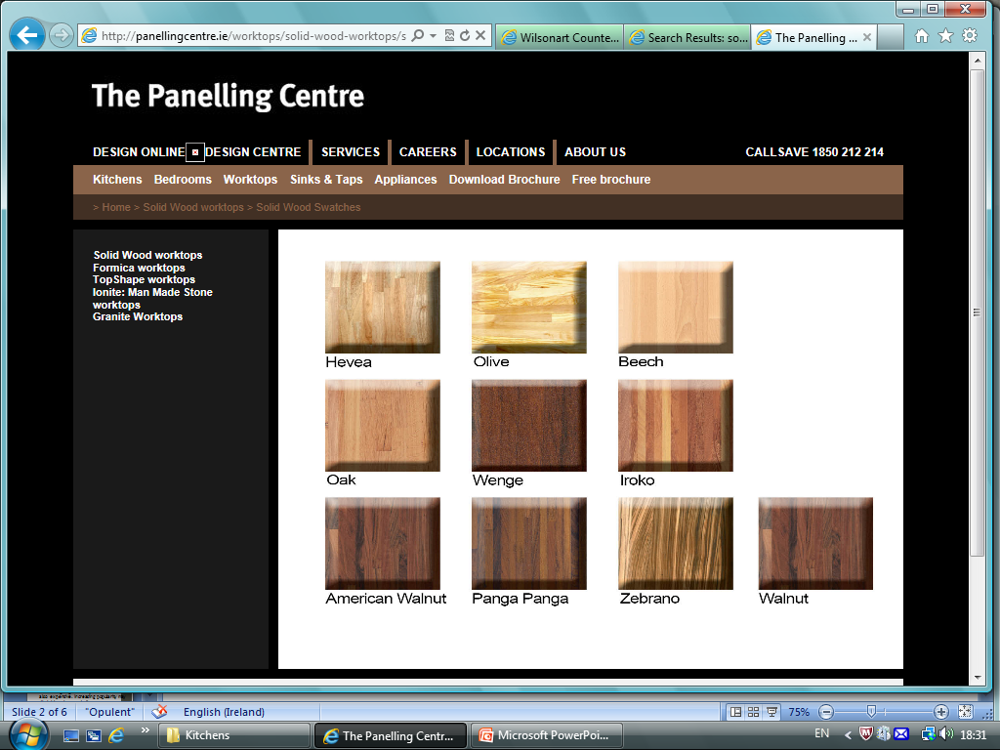 http://panellingcentre.ie/worktops/solid-wood-worktops/s
Wilsonart Counte...
Search Results: so...
The Panelling ...
The Panelling Centre
DESIGN ONLINE DESIGN CENTRE SERVICES CAREERS LOCATIONS ABOUT US CALLSAVE 1850 212 214
Kitchens Bedrooms Worktops Sinks & Taps Appliances Download Brochure Free brochure
> Home > Solid Wood worktops > Solid Wood Swatches
Solid Wood worktops
Formica worktops
TopShape worktops
Ionite: Man Made Stone
worktops
Granite Worktops
Hevea Olive Beech
Oak Wenge Iroko
American Walnut Panga Panga Zebrano Walnut
Slide 2 of 6 "Opulent" English (Ireland) 75%
Kitchens The Panelling Centr... Microsoft PowerPoi... EN 18:31